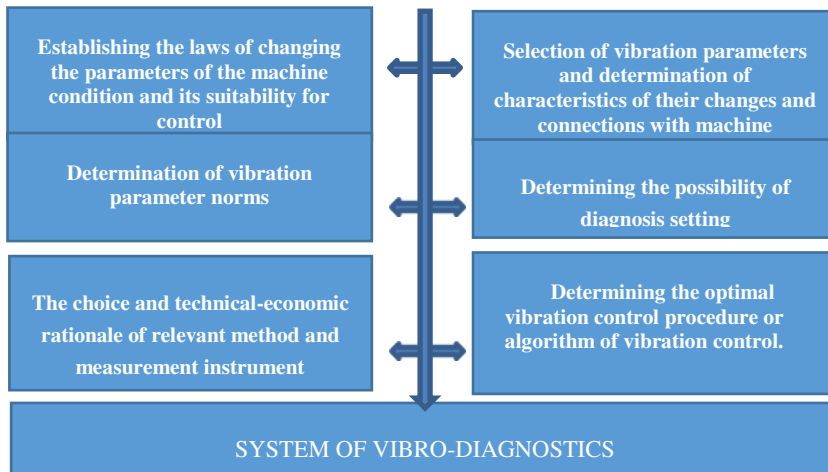 Establishing the laws of changing
the parameters of the machine
condition and its suitability for
control
Selection of vibration parameters
and determination of
characteristics of their changes and
connections with machine
Determination of vibration
parameter norms
Determining the possibility of
diagnosis setting
The choice and technical-economic
rationale of relevant method and
measurement instrument
Determining the optimal
vibration control procedure or
algorithm of vibration control.
SYSTEM OF VIBRO-DIAGNOSTICS